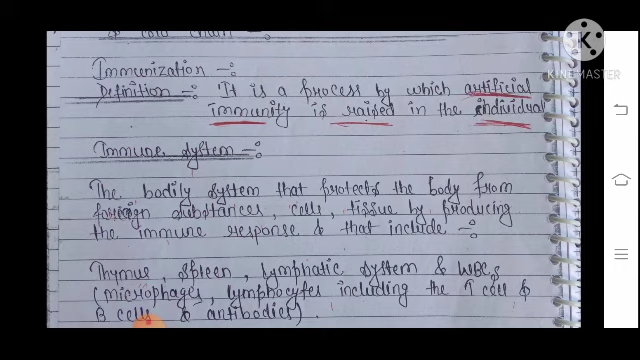 & cold chain -:
KINEMASTER
Immunization -:
Definition -: 'It is a process by which artificial
immunity is raised in the individual
Immune system -:
The bodily system that protects the body from
foreign substances, cells, tissue by producing
the immune response & that include -:
Thymus, spleen, lymphatic system & WBCs
(microphages, lymphocytes including the T cell &
B cells & antibodies).